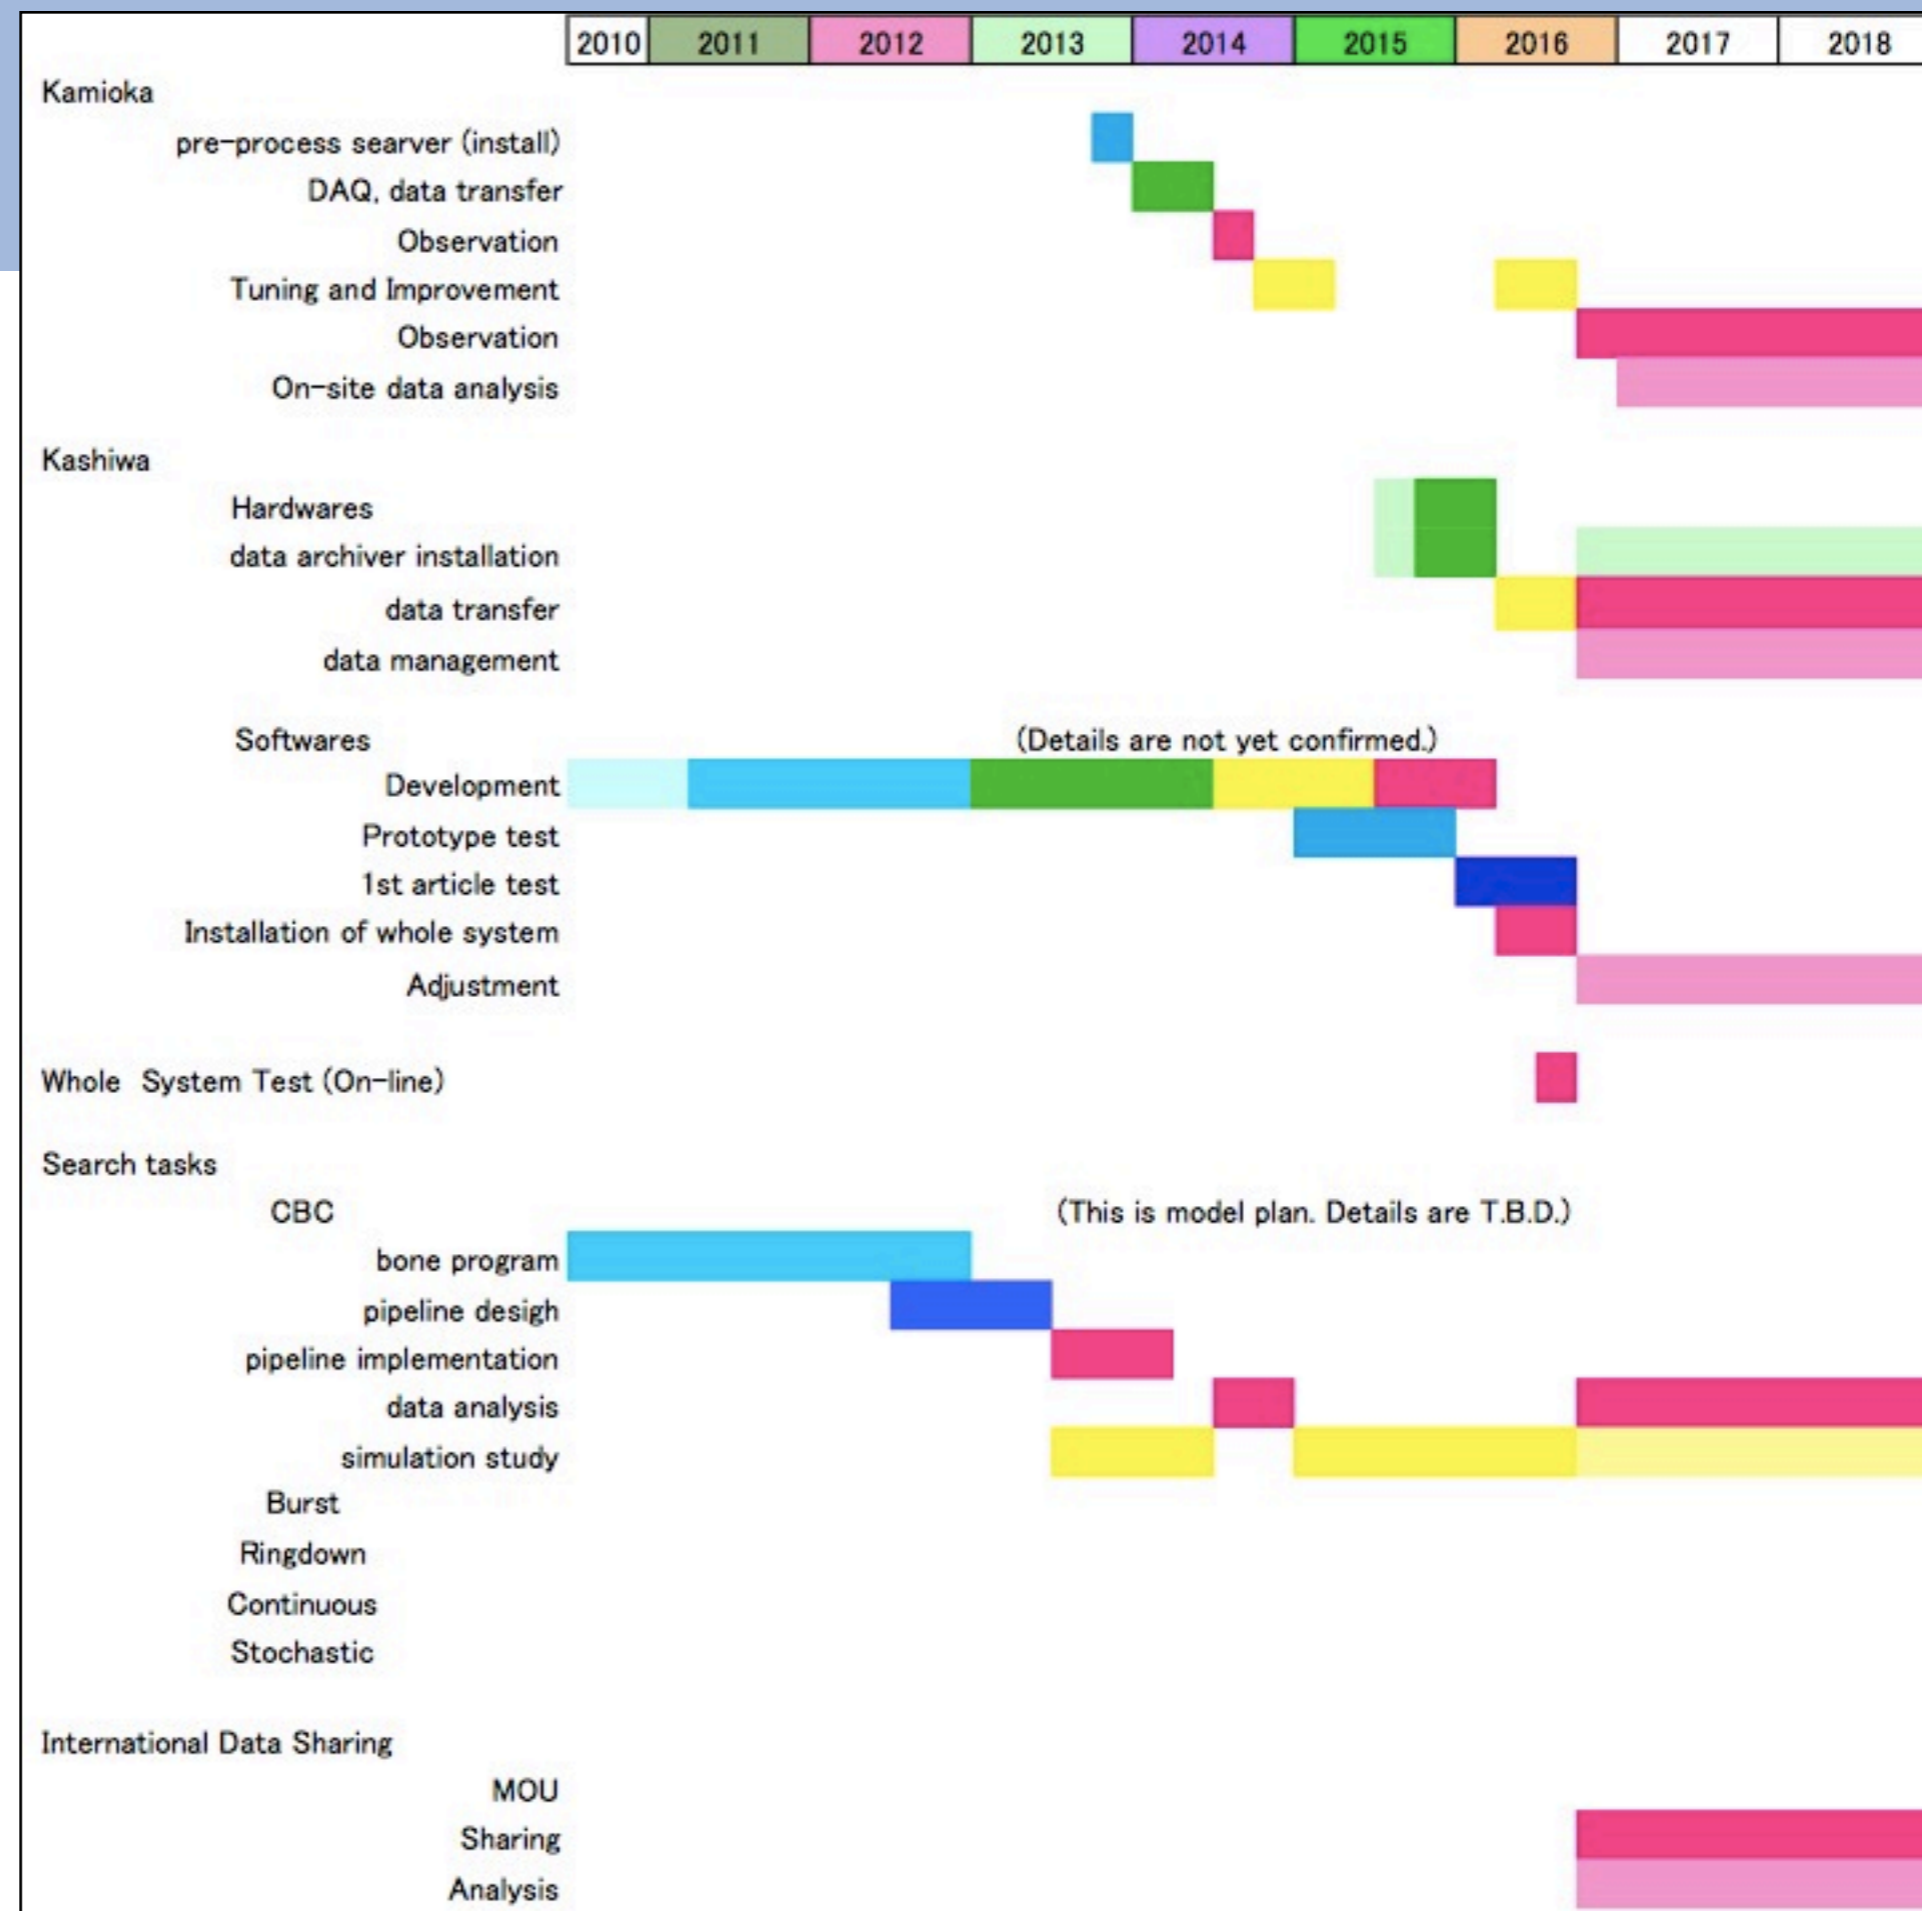 2010 2011 2012 2013 2014 2015 2016 2017 2018
Kamioka
pre-process searver (install)
DAQ, data transfer
Observation
Tuning and Improvement
Observation
On-site data analysis
Kashiwa
Hardwares
data archiver installation
data transfer
data management
Softwares (Details are not yet confirmed.)
Development
Prototype test
1st article test
Installation of whole system
Adjustment
Whole System Test (On-line)
Search tasks
CBC (This is model plan. Details are T.B.D.)
bone program
pipeline desigh
pipeline implementation
data analysis
simulation study
Burst
Ringdown
Continuous
Stochastic
International Data Sharing
MOU
Sharing
Analysis